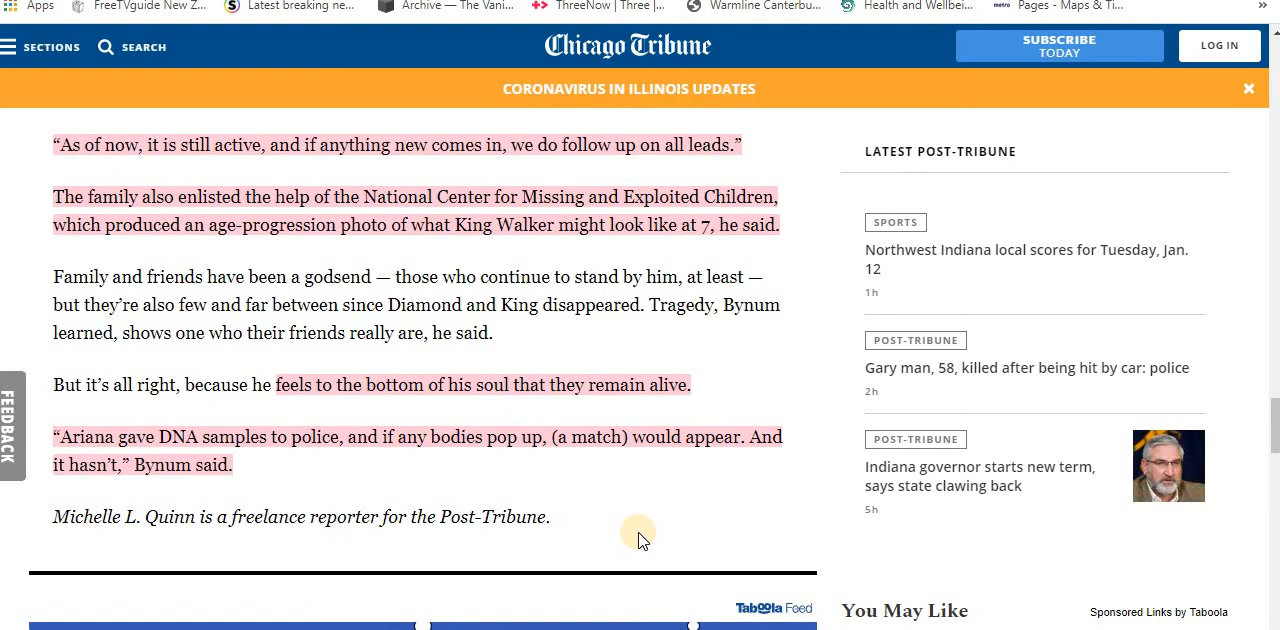 Apps
FreeTVguide New Z...
Latest breaking ne...
Archive — The Vani...
ThreeNow | Three |...
Warmline Canterbu...
Health and Wellbei...
metro Pages - Maps & Ti...
»
SECTIONS
SEARCH
Chicago Tribune
SUBSCRIBE
TODAY
LOG IN
CORONAVIRUS IN ILLINOIS UPDATES
“As of now, it is still active, and if anything new comes in, we do follow up on all leads.”
The family also enlisted the help of the National Center for Missing and Exploited Children,
which produced an age-progression photo of what King Walker might look like at 7, he said.
Family and friends have been a godsend — those who continue to stand by him, at least —
but they’re also few and far between since Diamond and King disappeared. Tragedy, Bynum
learned, shows one who their friends really are, he said.
But it’s all right, because he feels to the bottom of his soul that they remain alive.
“Ariana gave DNA samples to police, and if any bodies pop up, (a match) would appear. And
it hasn’t,” Bynum said.
Michelle L. Quinn is a freelance reporter for the Post-Tribune.
FEEDBACK
Taboola Feed
LATEST POST-TRIBUNE
SPORTS
Northwest Indiana local scores for Tuesday, Jan.
12
1h
POST-TRIBUNE
Gary man, 58, killed after being hit by car: police
2h
POST-TRIBUNE
Indiana governor starts new term,
says state clawing back
5h
You May Like
Sponsored Links by Taboola